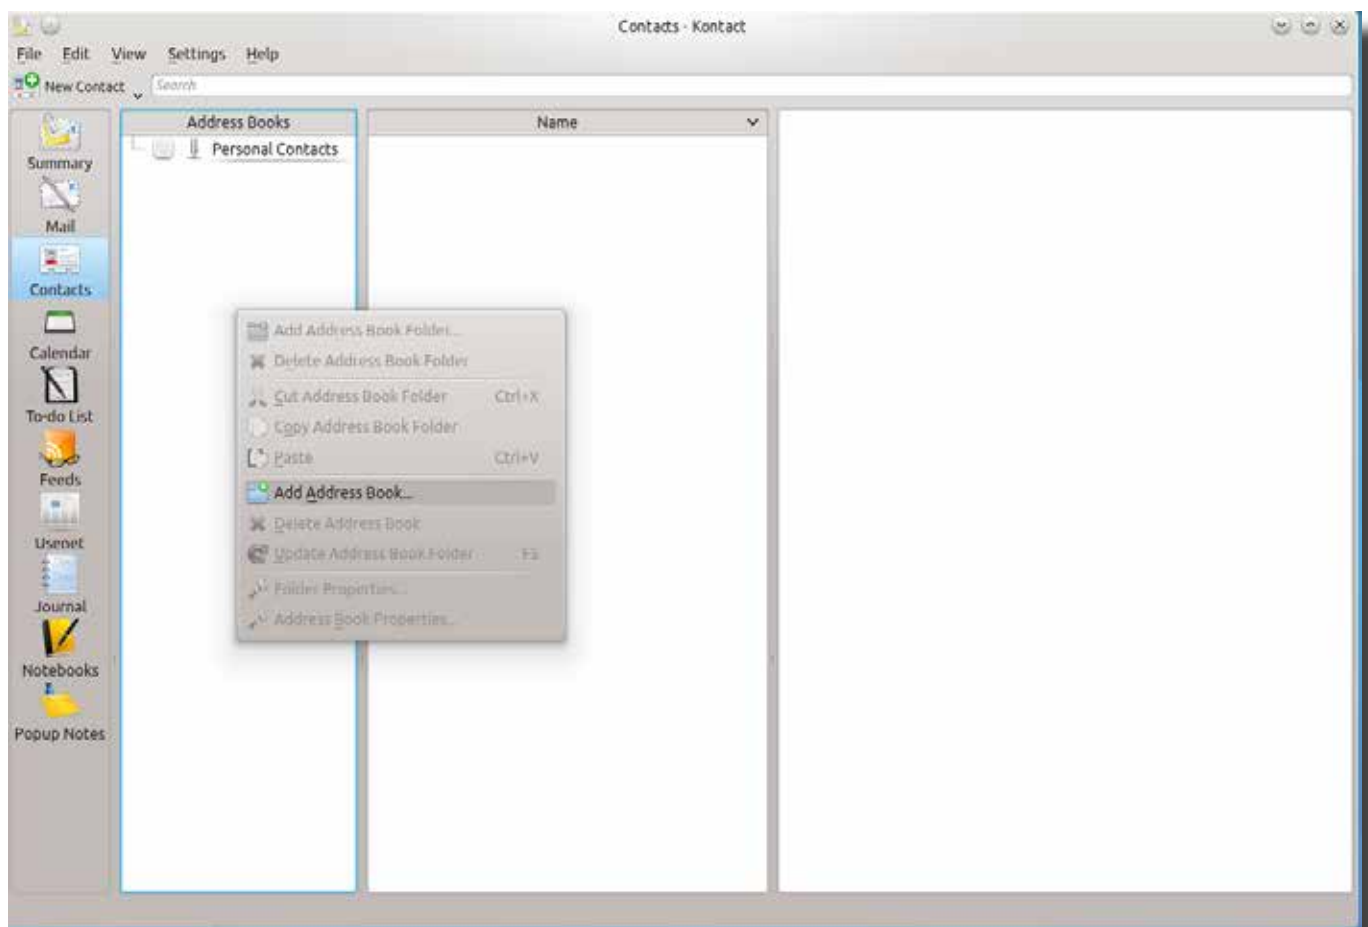 Contacts - Kontact
File Edit View Settings Help
New Contact Search
Address Books
Name
Personal Contacts
Summary
Mail
Contacts
Calendar
To-do List
Feeds
Usenet
Journal
Notebooks
Popup Notes
Add Address Book Folder...
Delete Address Book Folder
Cut Address Book Folder Ctrl+X
Copy Address Book Folder
Paste Ctrl+V
Add Address Book...
Delete Address Book
Update Address Book Folder F5
Folder Properties...
Address Book Properties...